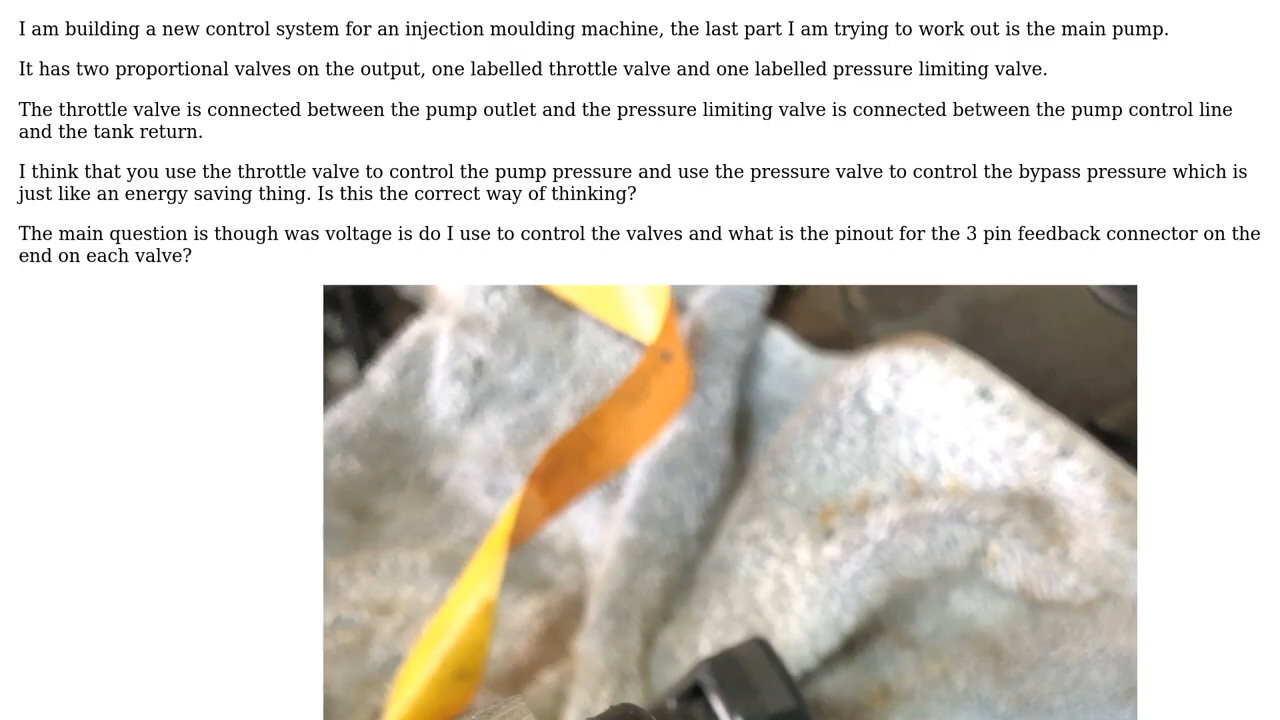 I am building a new control system for an injection moulding machine, the last part I am trying to work out is the main pump.
It has two proportional valves on the output, one labelled throttle valve and one labelled pressure limiting valve.
The throttle valve is connected between the pump outlet and the pressure limiting valve is connected between the pump control line
and the tank return.
I think that you use the throttle valve to control the pump pressure and use the pressure valve to control the bypass pressure which is
just like an energy saving thing. Is this the correct way of thinking?
The main question is though was voltage is do I use to control the valves and what is the pinout for the 3 pin feedback connector on the
end on each valve?